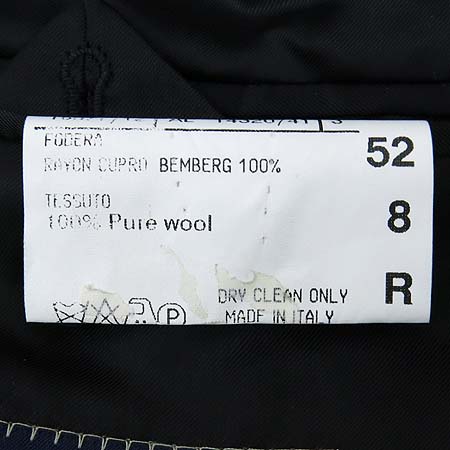 FODERA 52
RAYON CUPRO BEMBERG 100%
TESSUTO 8
100% Pure wool
DRY CLEAN ONLY R
P MADE IN ITALY